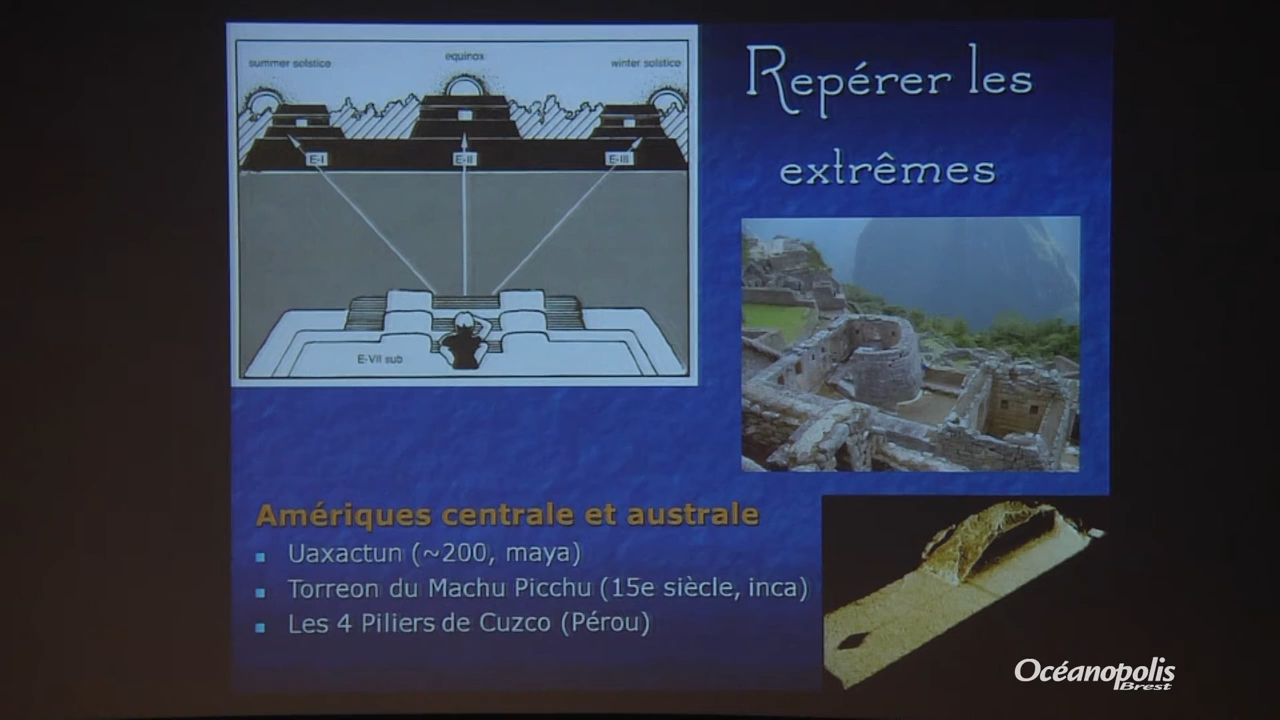 summer solstice
equinox
winter solstice
E-I
E-II
E-III
E-VII sub
Repérer les
extrêmes
Amériques centrale et australe
Uaxactun (~200, maya)
Torreon du Machu Picchu (15e siècle, inca)
Les 4 Piliers de Cuzco (Pérou)
Océanopolis
Brest